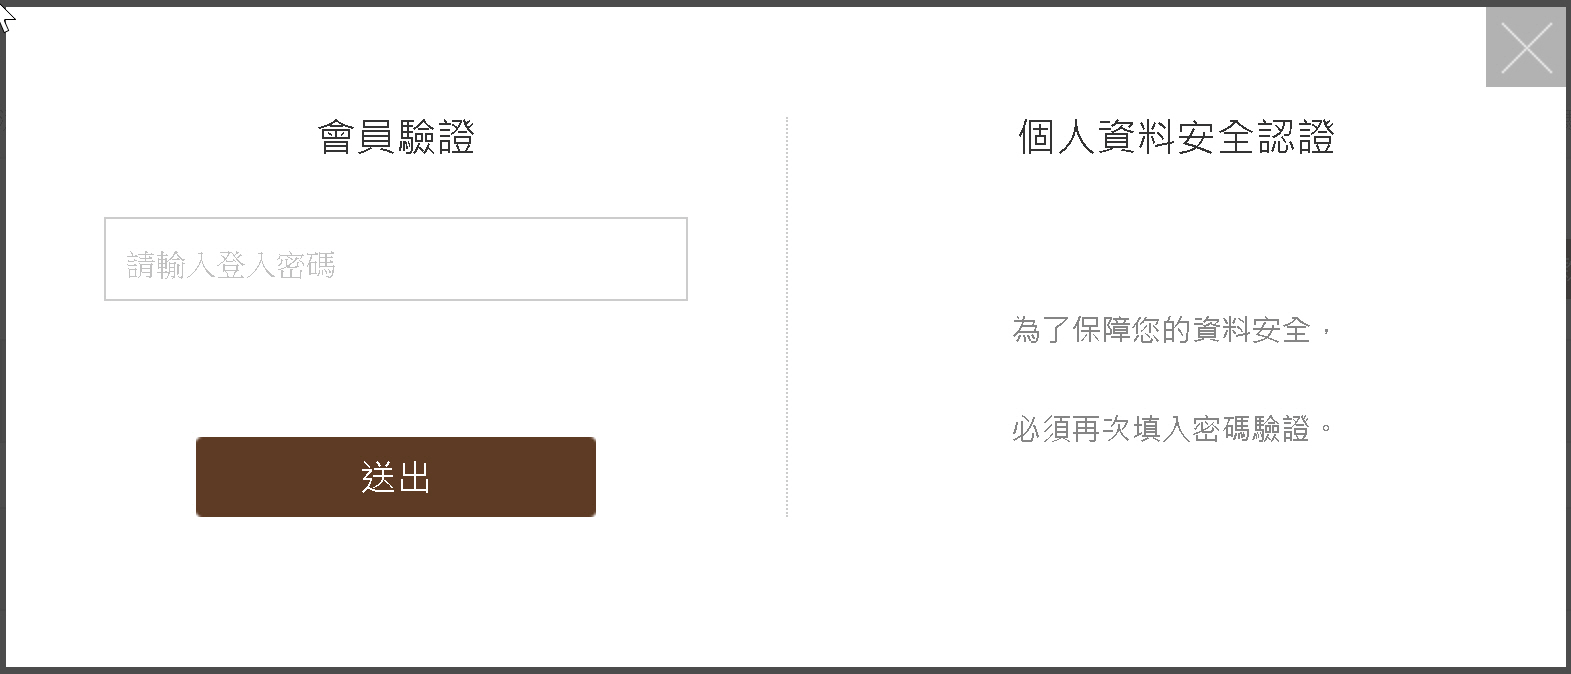 會員驗證
請輸入登入密碼
送出
個人資料安全認證
為了保障您的資料安全，
必須再次填入密碼驗證。